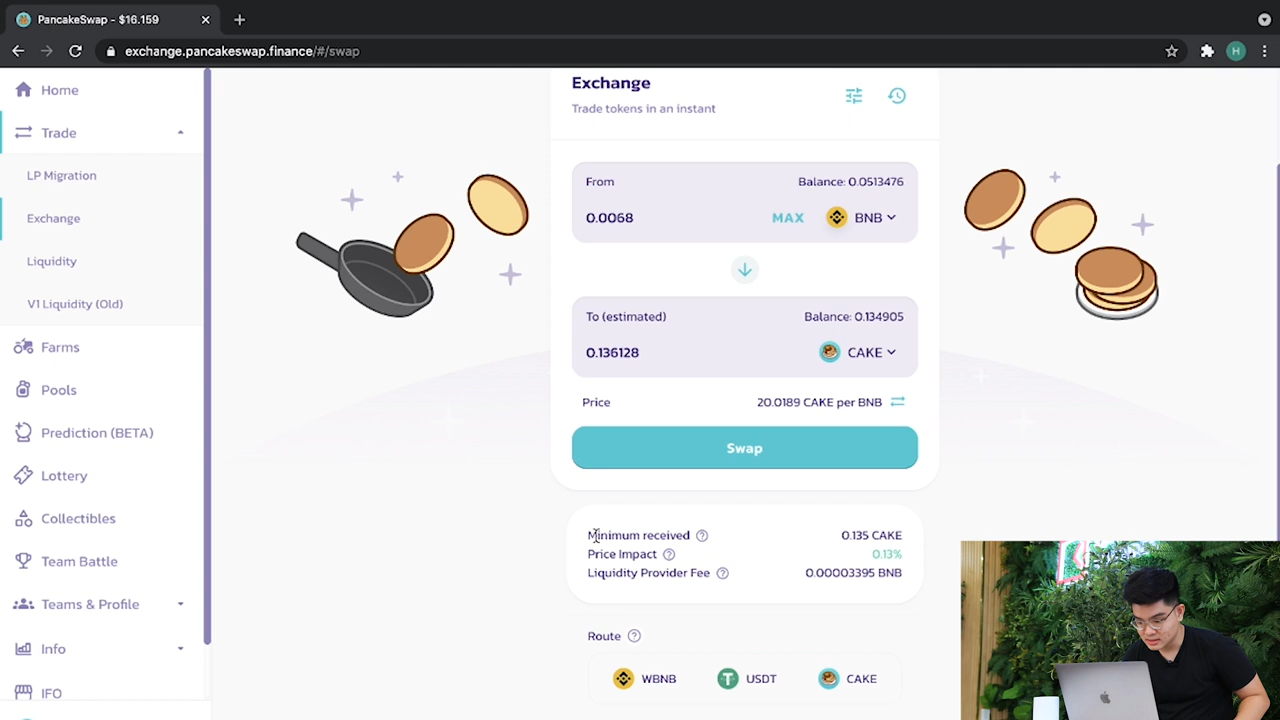 PancakeSwap - $16.159
exchange.pancakeswap.finance/#/swap
H
Home
Trade
LP Migration
Exchange
Liquidity
V1 Liquidity (Old)
Farms
Pools
Prediction (BETA)
Lottery
Collectibles
Team Battle
Teams & Profile
Info
IFO
Exchange
Trade tokens in an instant
From Balance: 0.0513476
0.0068 MAX BNB
To (estimated) Balance: 0.134905
0.136128 CAKE
Price 20.0189 CAKE per BNB
Swap
Minimum received ? 0.135 CAKE
Price Impact ? 0.13%
Liquidity Provider Fee ? 0.00003395 BNB
Route ?
WBNB USDT CAKE